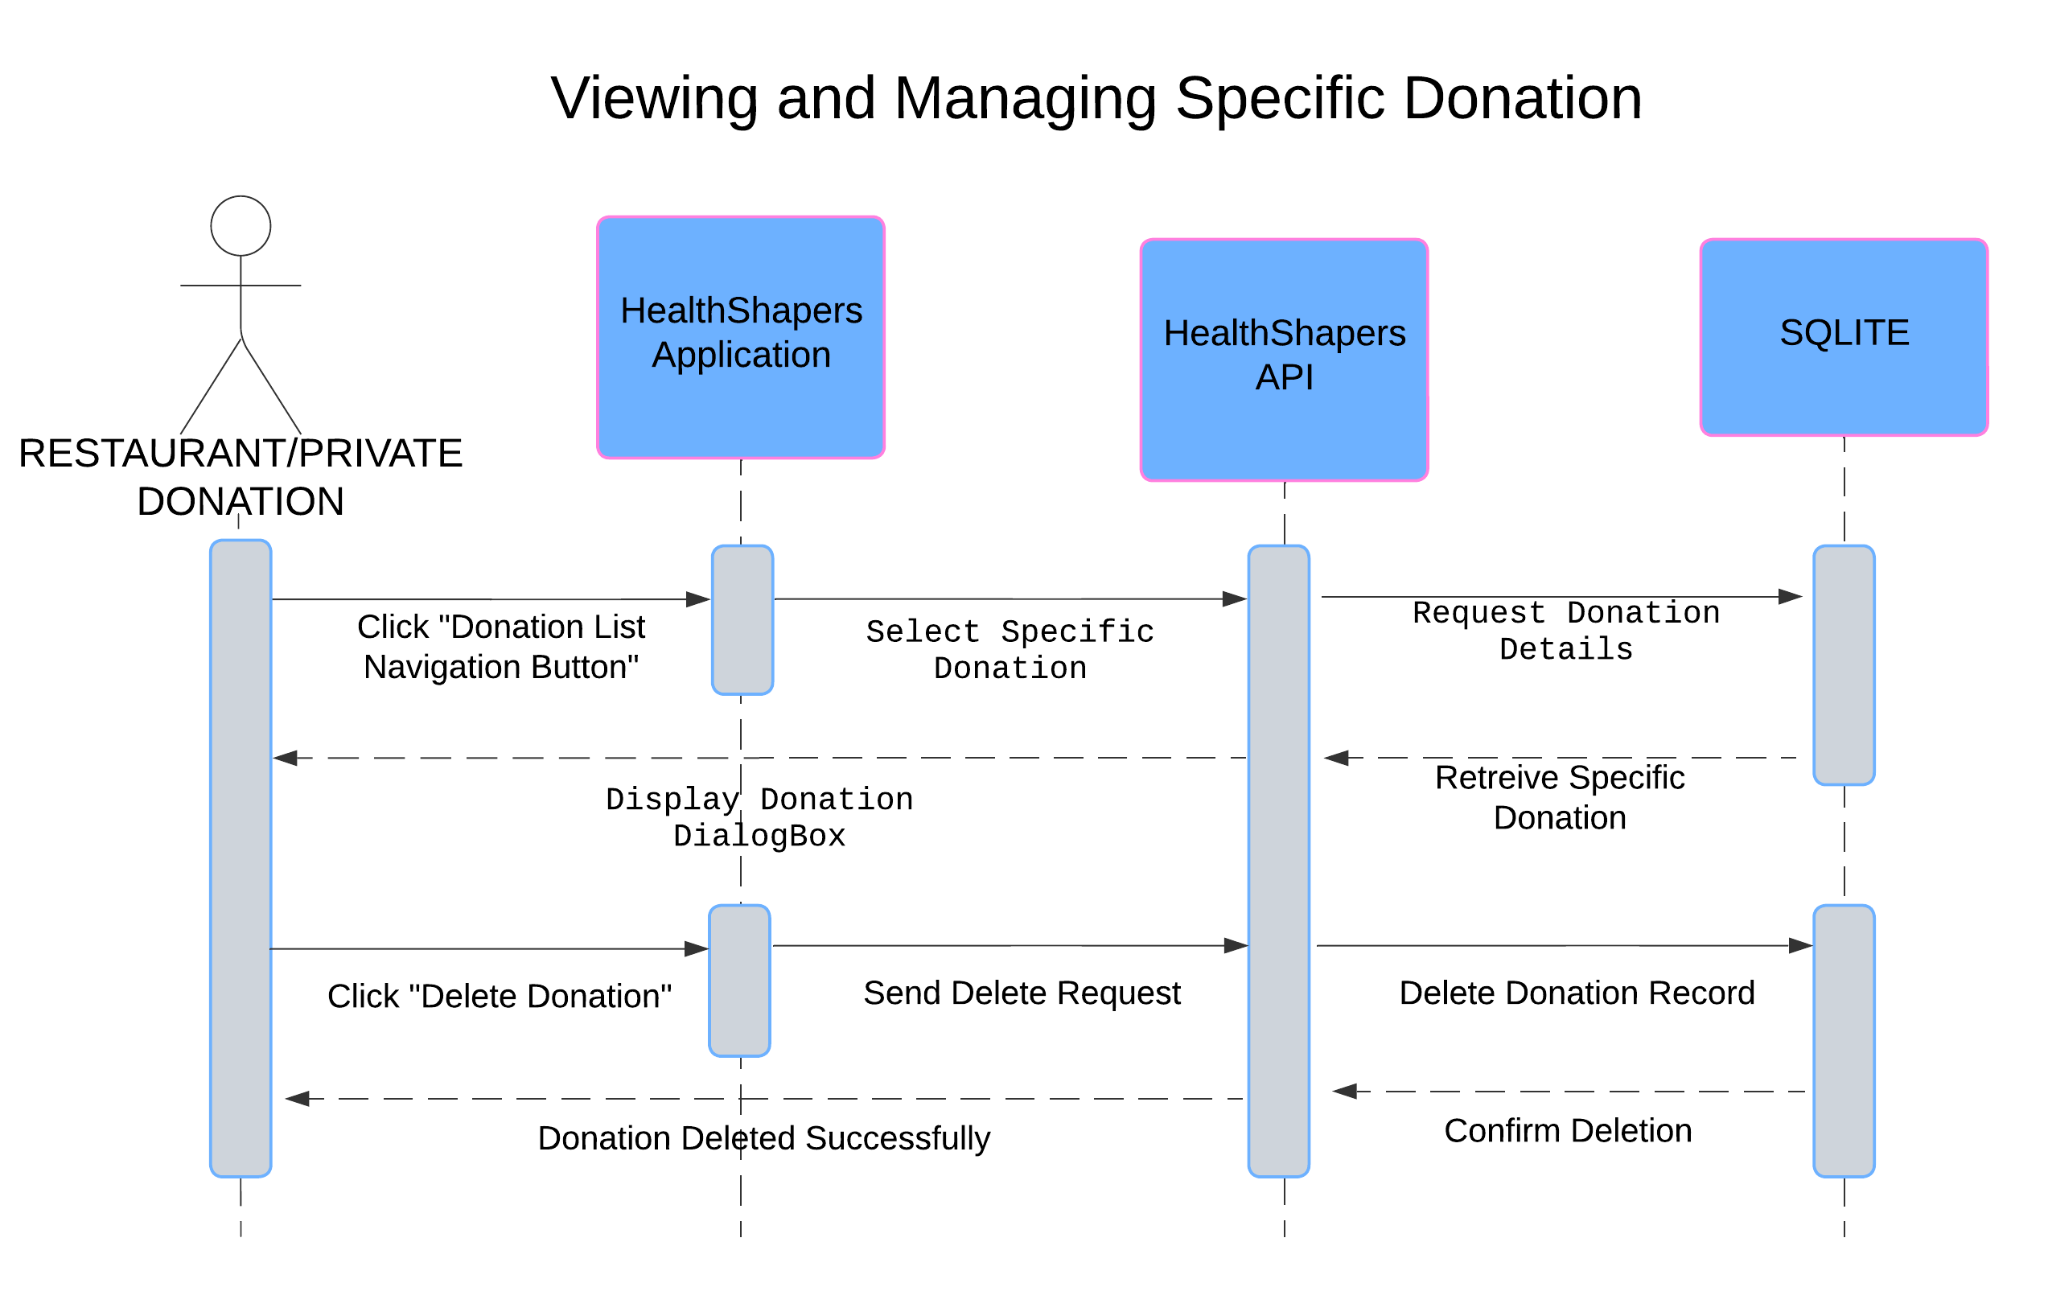 Viewing and Managing Specific Donation
RESTAURANT/PRIVATE
DONATION
HealthShapers
Application
HealthShapers
API
SQLITE
Click "Donation List
Navigation Button"
Select Specific
Donation
Request Donation
Details
Display Donation
DialogBox
Retreive Specific
Donation
Click "Delete Donation"
Send Delete Request
Delete Donation Record
Donation Deleted Successfully
Confirm Deletion